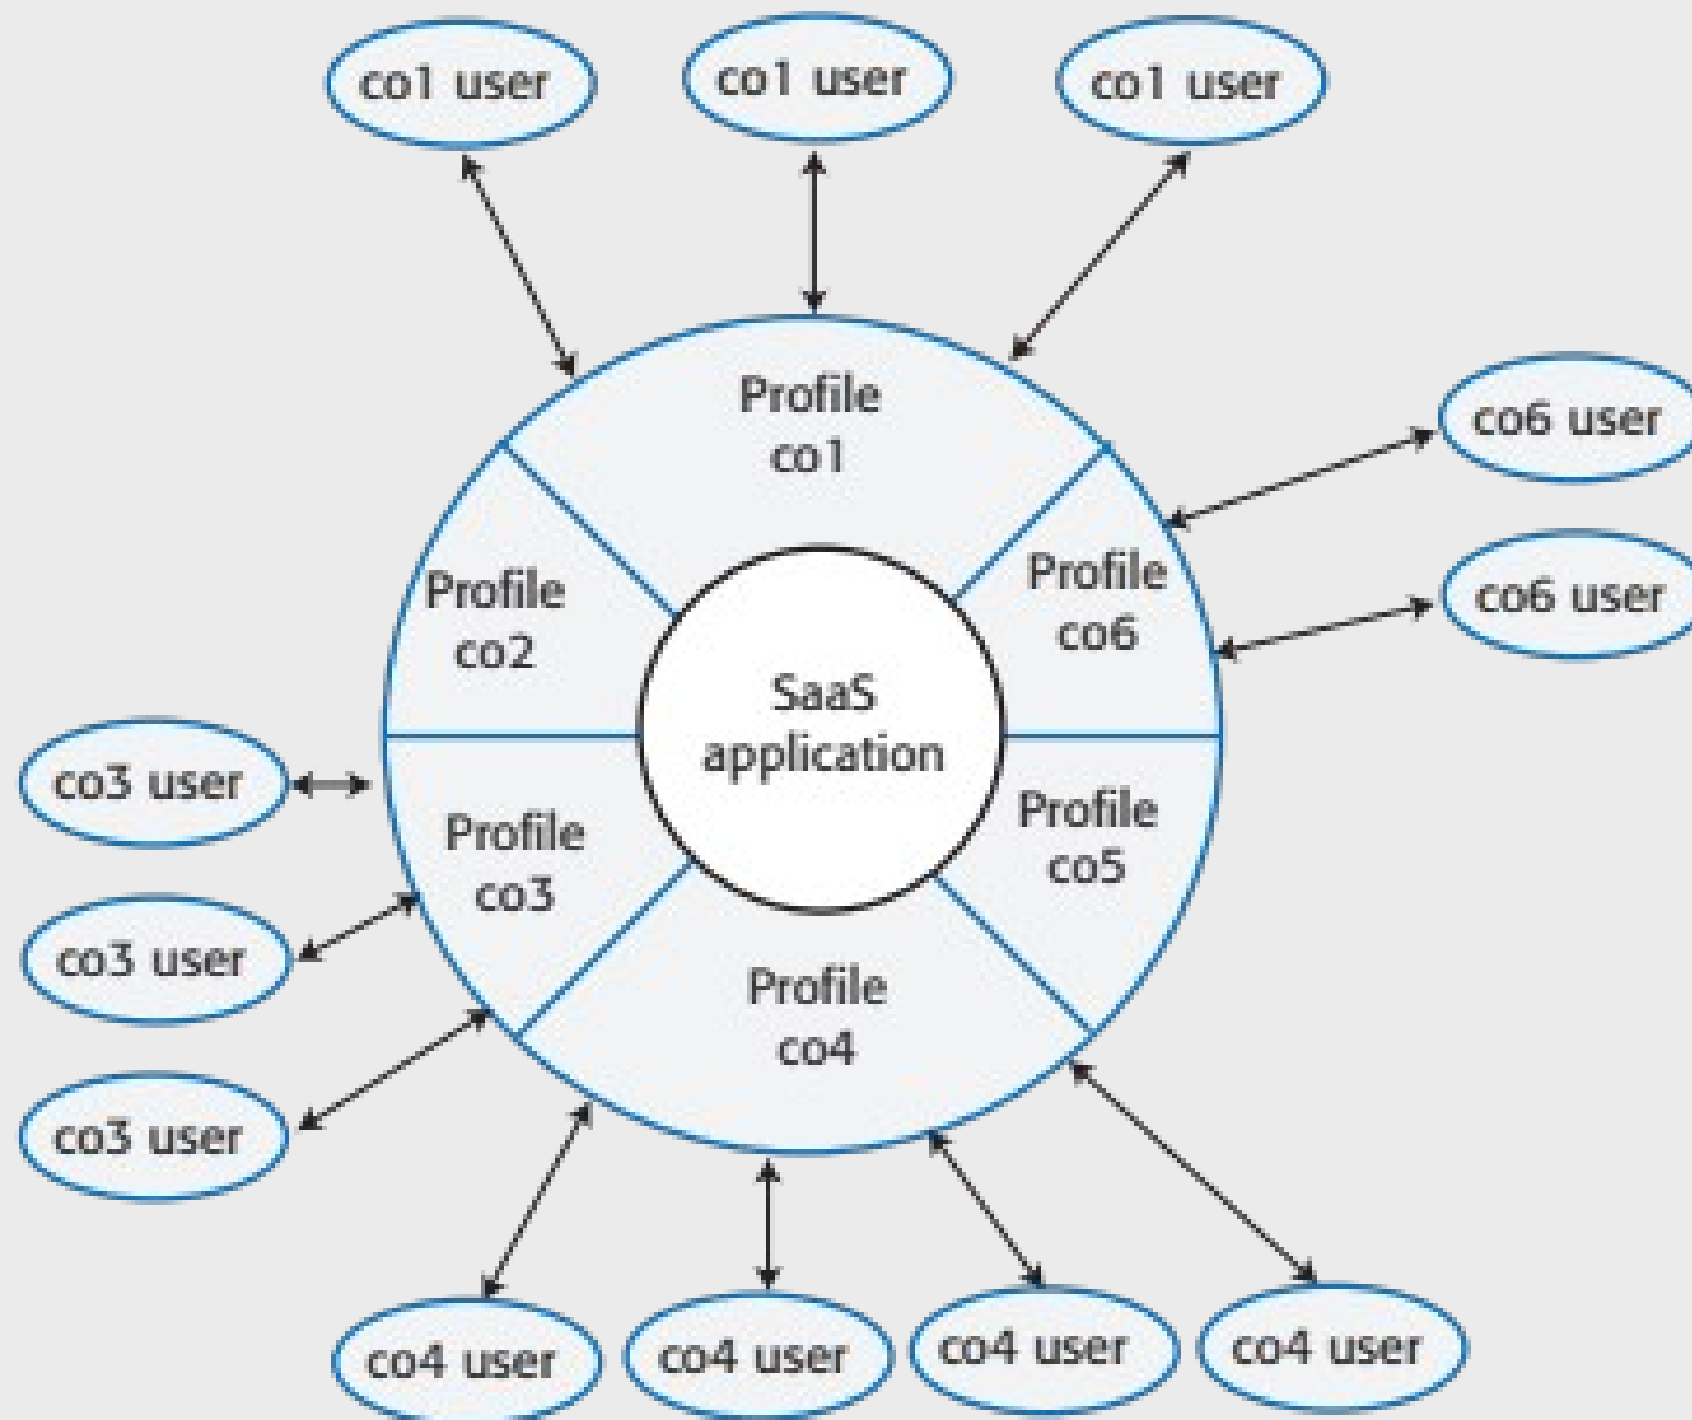 co1 user
co1 user
co1 user
Profile
co1
co6 user
Profile
co6
Profile
co2
co6 user
SaaS
application
co3 user
Profile
co3
Profile
co5
co3 user
Profile
co4
co3 user
co4 user
co4 user
co4 user
co4 user